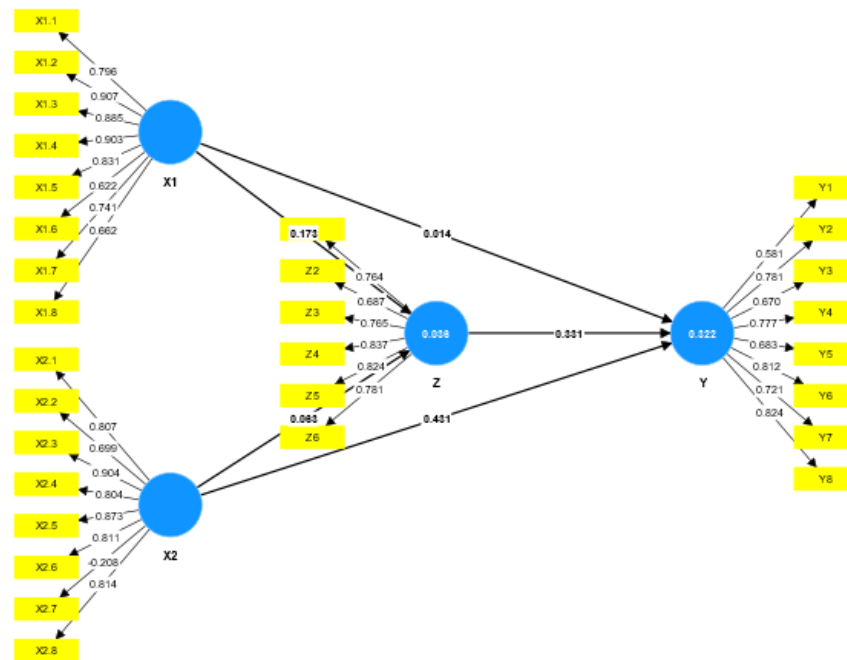 X1.1
X1.2
X1.3
X1.4
X1.5
X1.6
X1.7
X1.8
0.796
0.907
0.885
0.903
0.831
0.622
0.741
0.662
X1
X2.1
X2.2
X2.3
X2.4
X2.5
X2.6
X2.7
X2.8
0.807
0.699
0.904
0.804
0.873
0.811
-0.208
0.814
X2
0.173
0.014
Z2
Z3
Z4
Z5
Z6
0.764
0.687
0.765
0.837
0.824
0.781
0.063
0.036
Z
0.331
0.431
0.322
Y
0.581
0.781
0.670
0.777
0.683
0.812
0.721
0.824
Y1
Y2
Y3
Y4
Y5
Y6
Y7
Y8